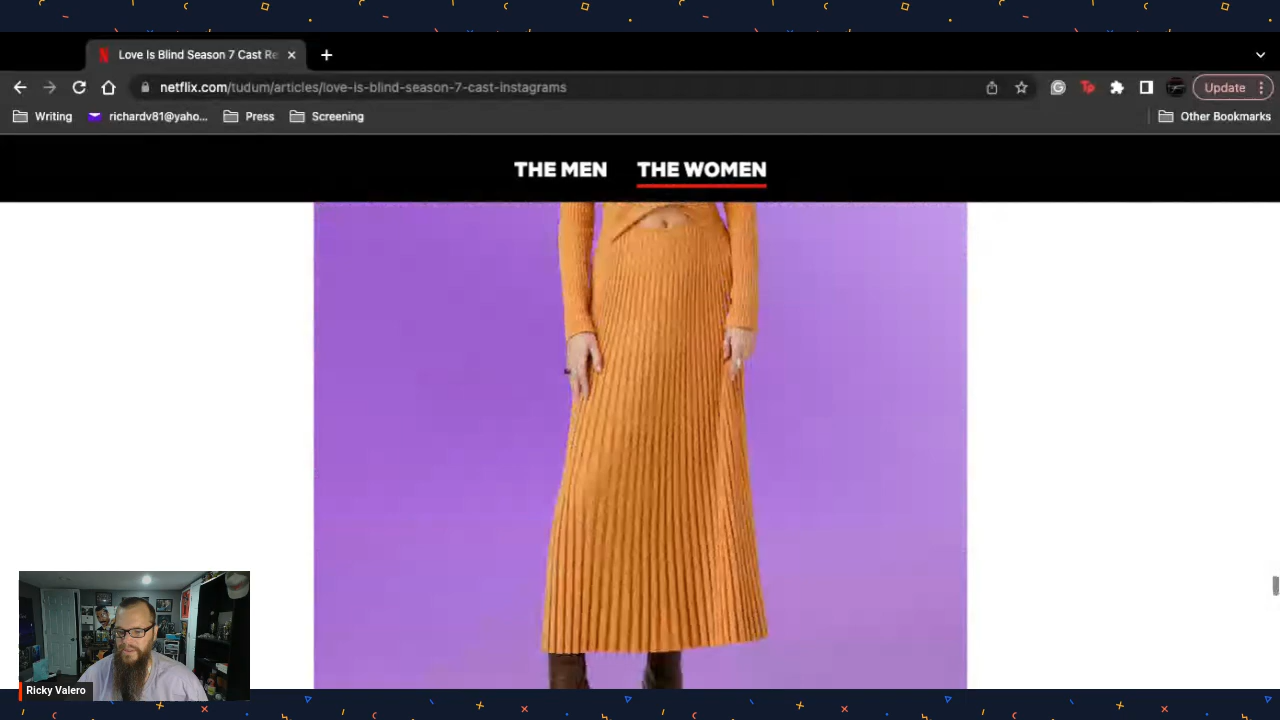 Love Is Blind Season 7 Cast Re
netflix.com/tudum/articles/love-is-blind-season-7-cast-instagrams
Update
Writing
richardv81@yaho...
Press
Screening
Other Bookmarks
THE MEN
THE WOMEN
Ricky Valero